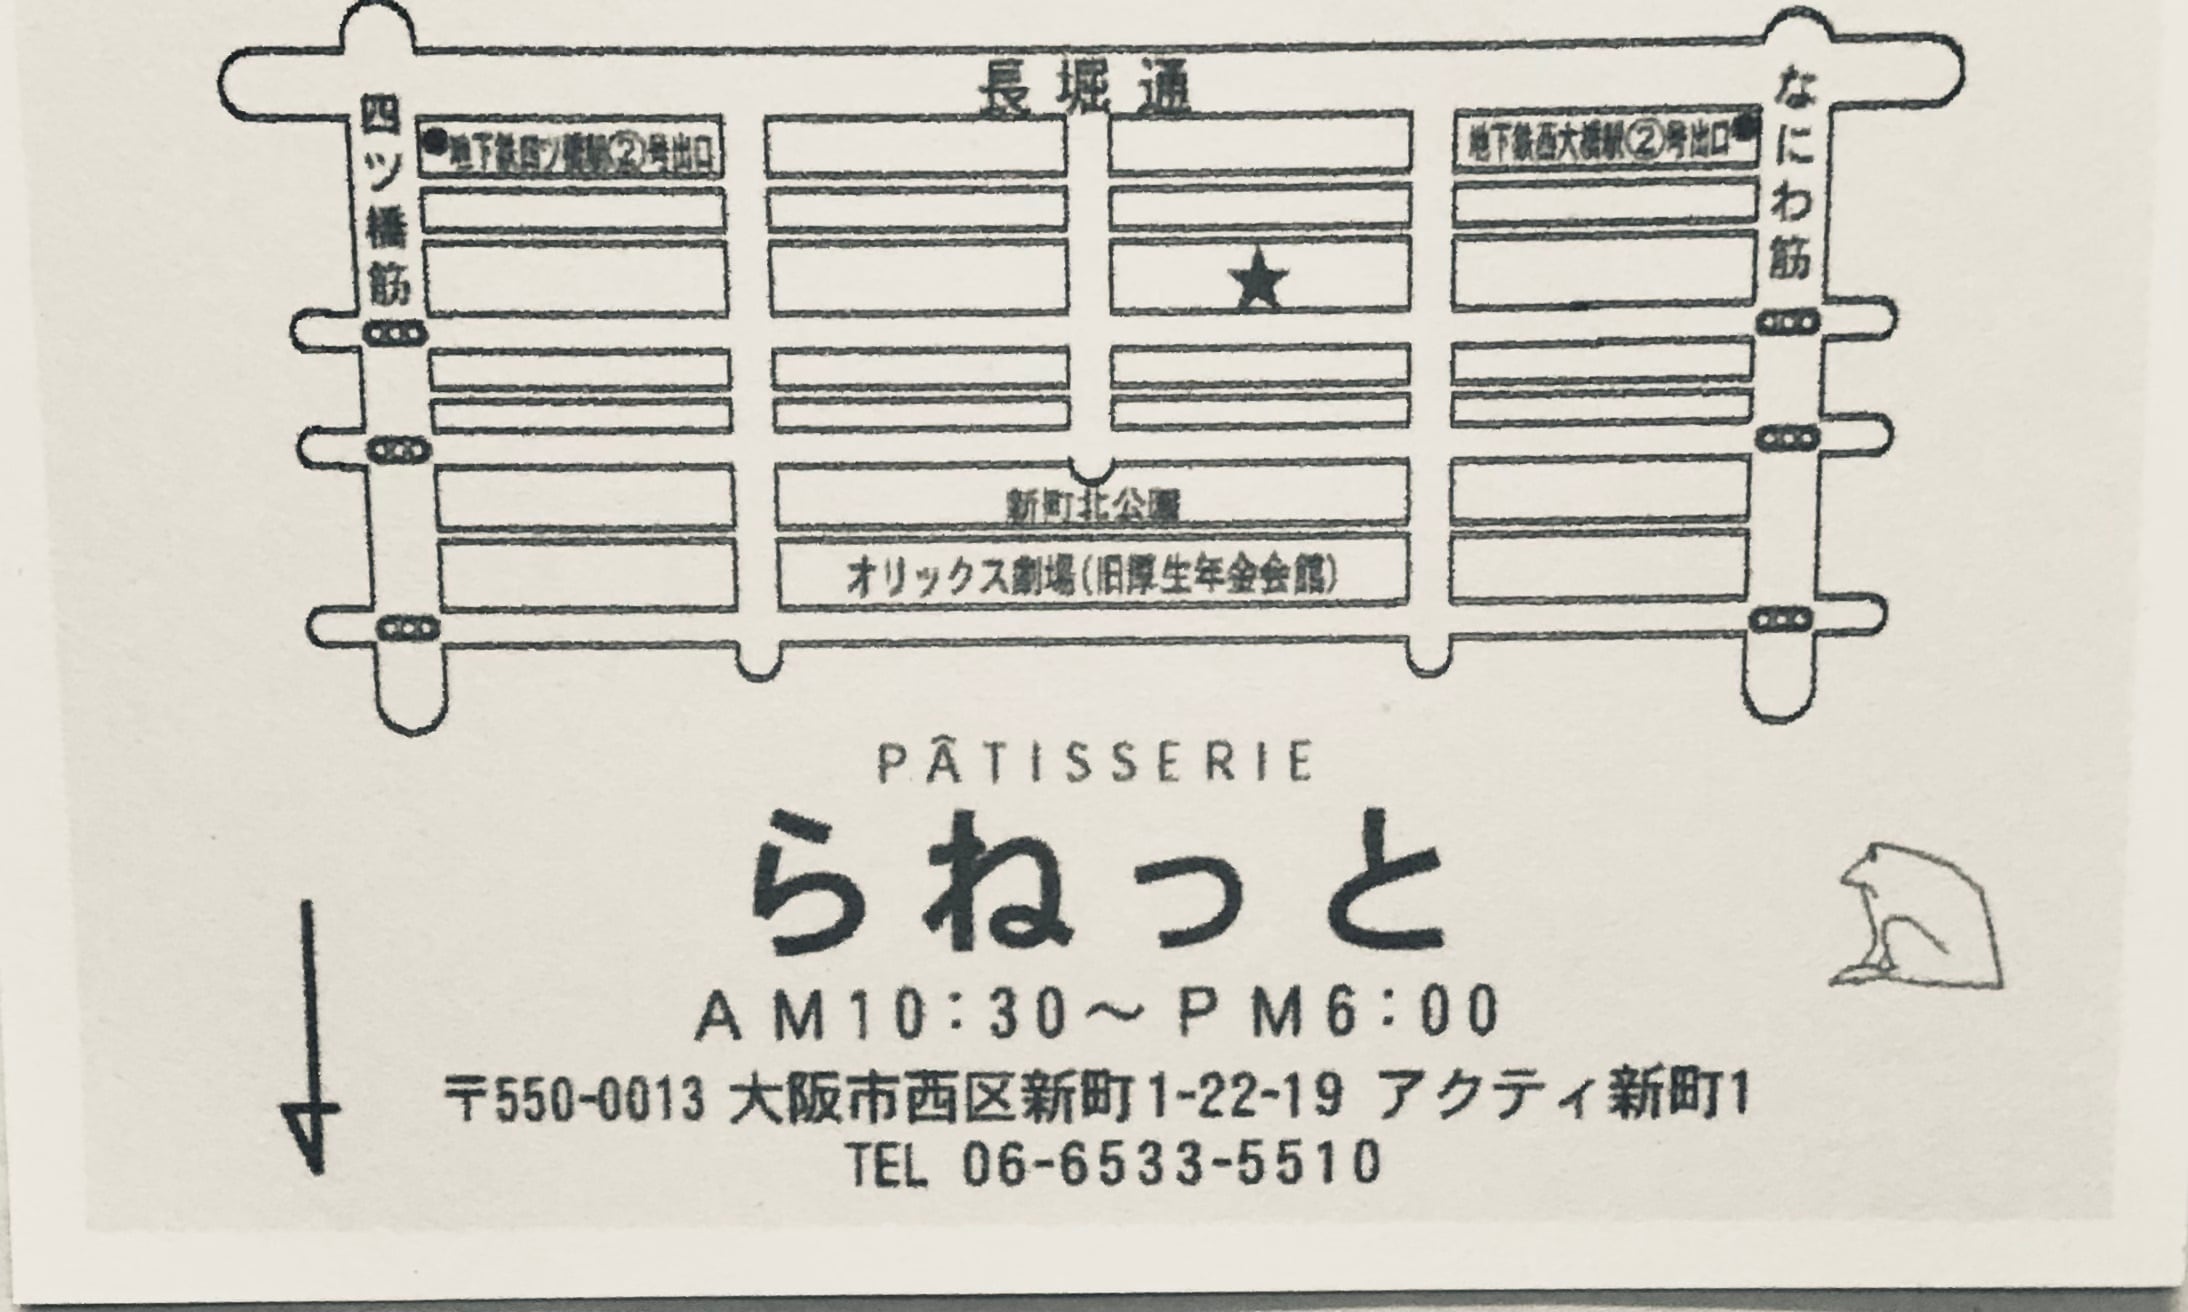 長堀通
四ツ橋筋
地下鉄四ツ橋駅②号出口
地下鉄西大橋駅②号出口
なにわ筋
新町北公園
オリックス劇場(旧厚生年金会館)
PÂTISSERIE
らねっと
AM10:30～PM6:00
〒550-0013 大阪市西区新町1-22-19 アクティ新町1
TEL 06-6533-5510